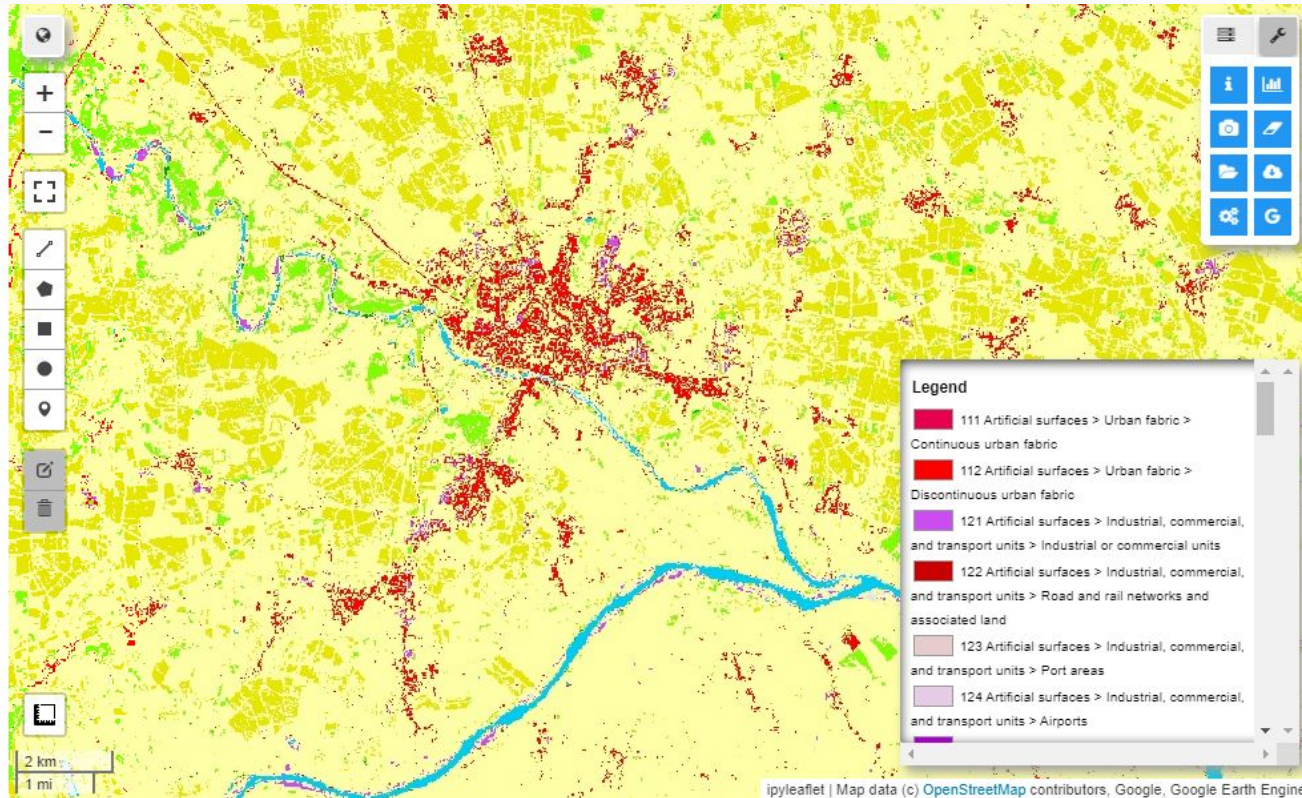 +
−
i
G
Legend
111 Artificial surfaces > Urban fabric >
Continuous urban fabric
112 Artificial surfaces > Urban fabric >
Discontinuous urban fabric
121 Artificial surfaces > Industrial, commercial,
and transport units > Industrial or commercial units
122 Artificial surfaces > Industrial, commercial,
and transport units > Road and rail networks and
associated land
123 Artificial surfaces > Industrial, commercial,
and transport units > Port areas
124 Artificial surfaces > Industrial, commercial,
and transport units > Airports
2 km
1 mi
ipyleaflet | Map data (c) OpenStreetMap contributors, Google, Google Earth Engine